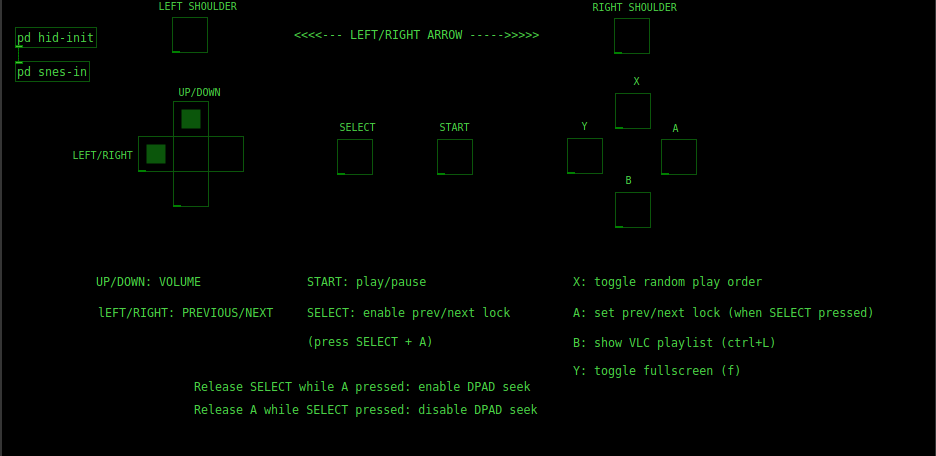 LEFT SHOULDER
RIGHT SHOULDER
pd hid-init
<<<<--- LEFT/RIGHT ARROW ----->>>>>
pd snes-in
X
UP/DOWN
SELECT
START
Y
A
LEFT/RIGHT
B
UP/DOWN: VOLUME
START: play/pause
X: toggle random play order
lEFT/RIGHT: PREVIOUS/NEXT
SELECT: enable prev/next lock
A: set prev/next lock (when SELECT pressed)
(press SELECT + A)
B: show VLC playlist (ctrl+L)
Y: toggle fullscreen (f)
Release SELECT while A pressed: enable DPAD seek
Release A while SELECT pressed: disable DPAD seek